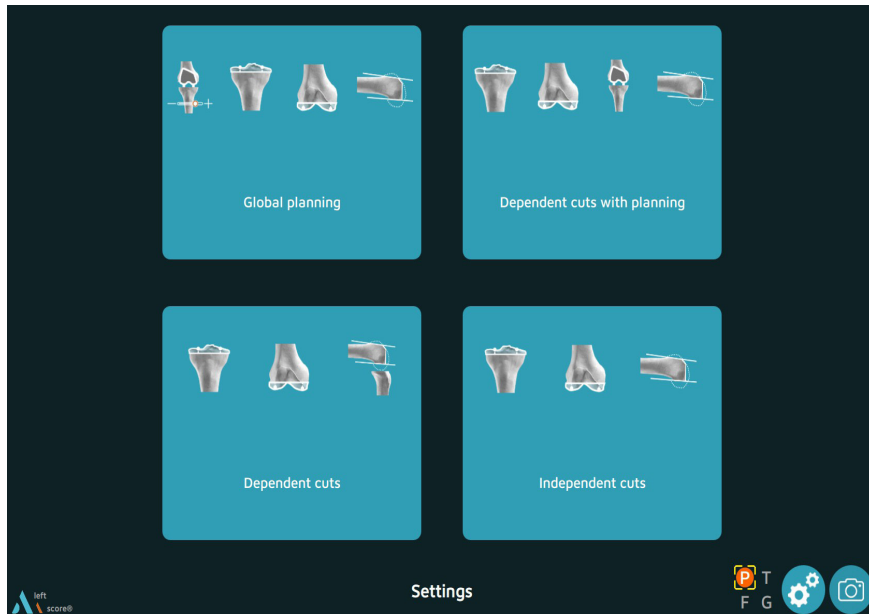 Global planning
Dependent cuts with planning
Dependent cuts
Independent cuts
left
score®
Settings
P T
F G